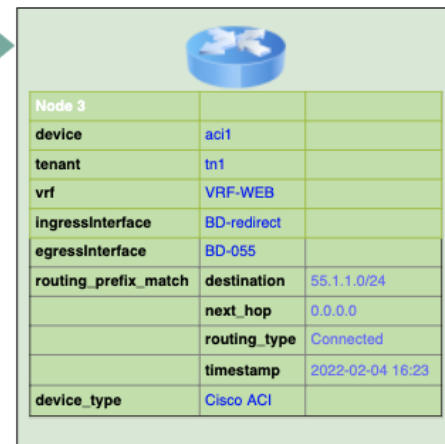 Node 3
device aci1
tenant tn1
vrf VRF-WEB
ingressInterface BD-redirect
egressInterface BD-055
routing_prefix_match destination 55.1.1.0/24
next_hop 0.0.0.0
routing_type Connected
timestamp 2022-02-04 16:23
device_type Cisco ACI